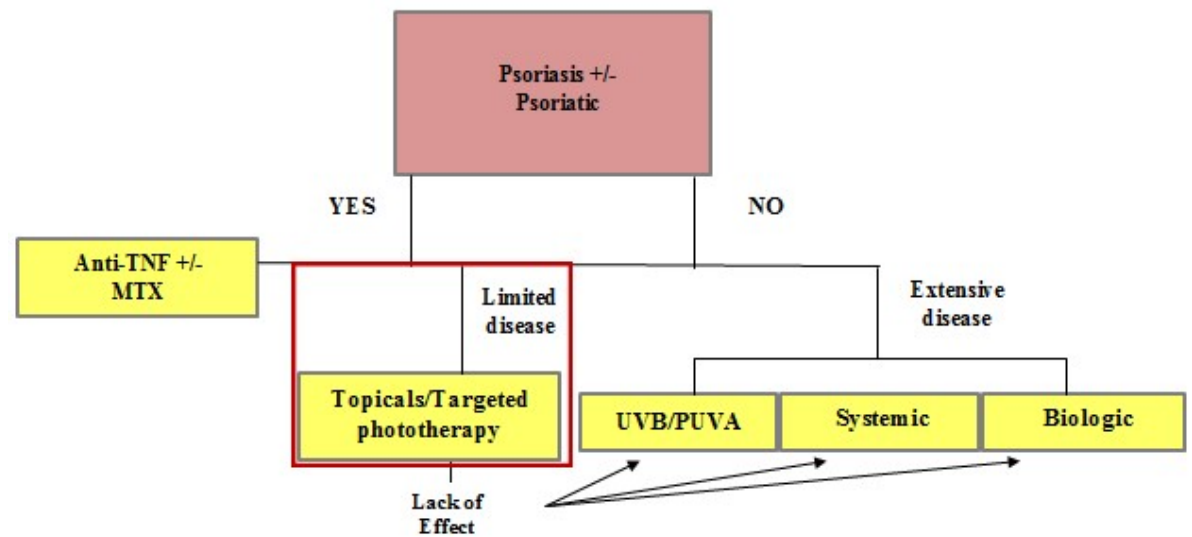 Psoriasis +/-
Psoriatic
YES
NO
Anti-TNF +/-
MTX
Limited
disease
Extensive
disease
Topicals/Targeted
phototherapy
UVB/PUVA
Systemic
Biologic
Lack of
Effect